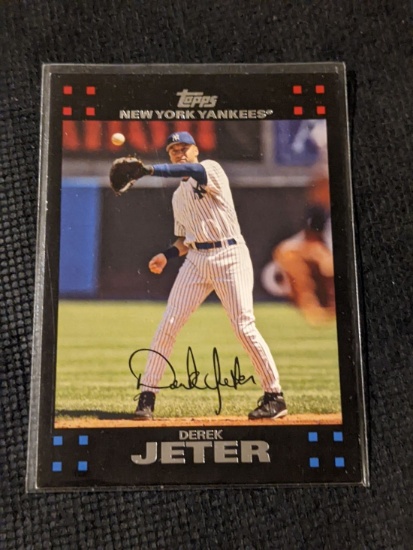 Topps
NEW YORK YANKEES®
Derek Jeter
DEREK
JETER